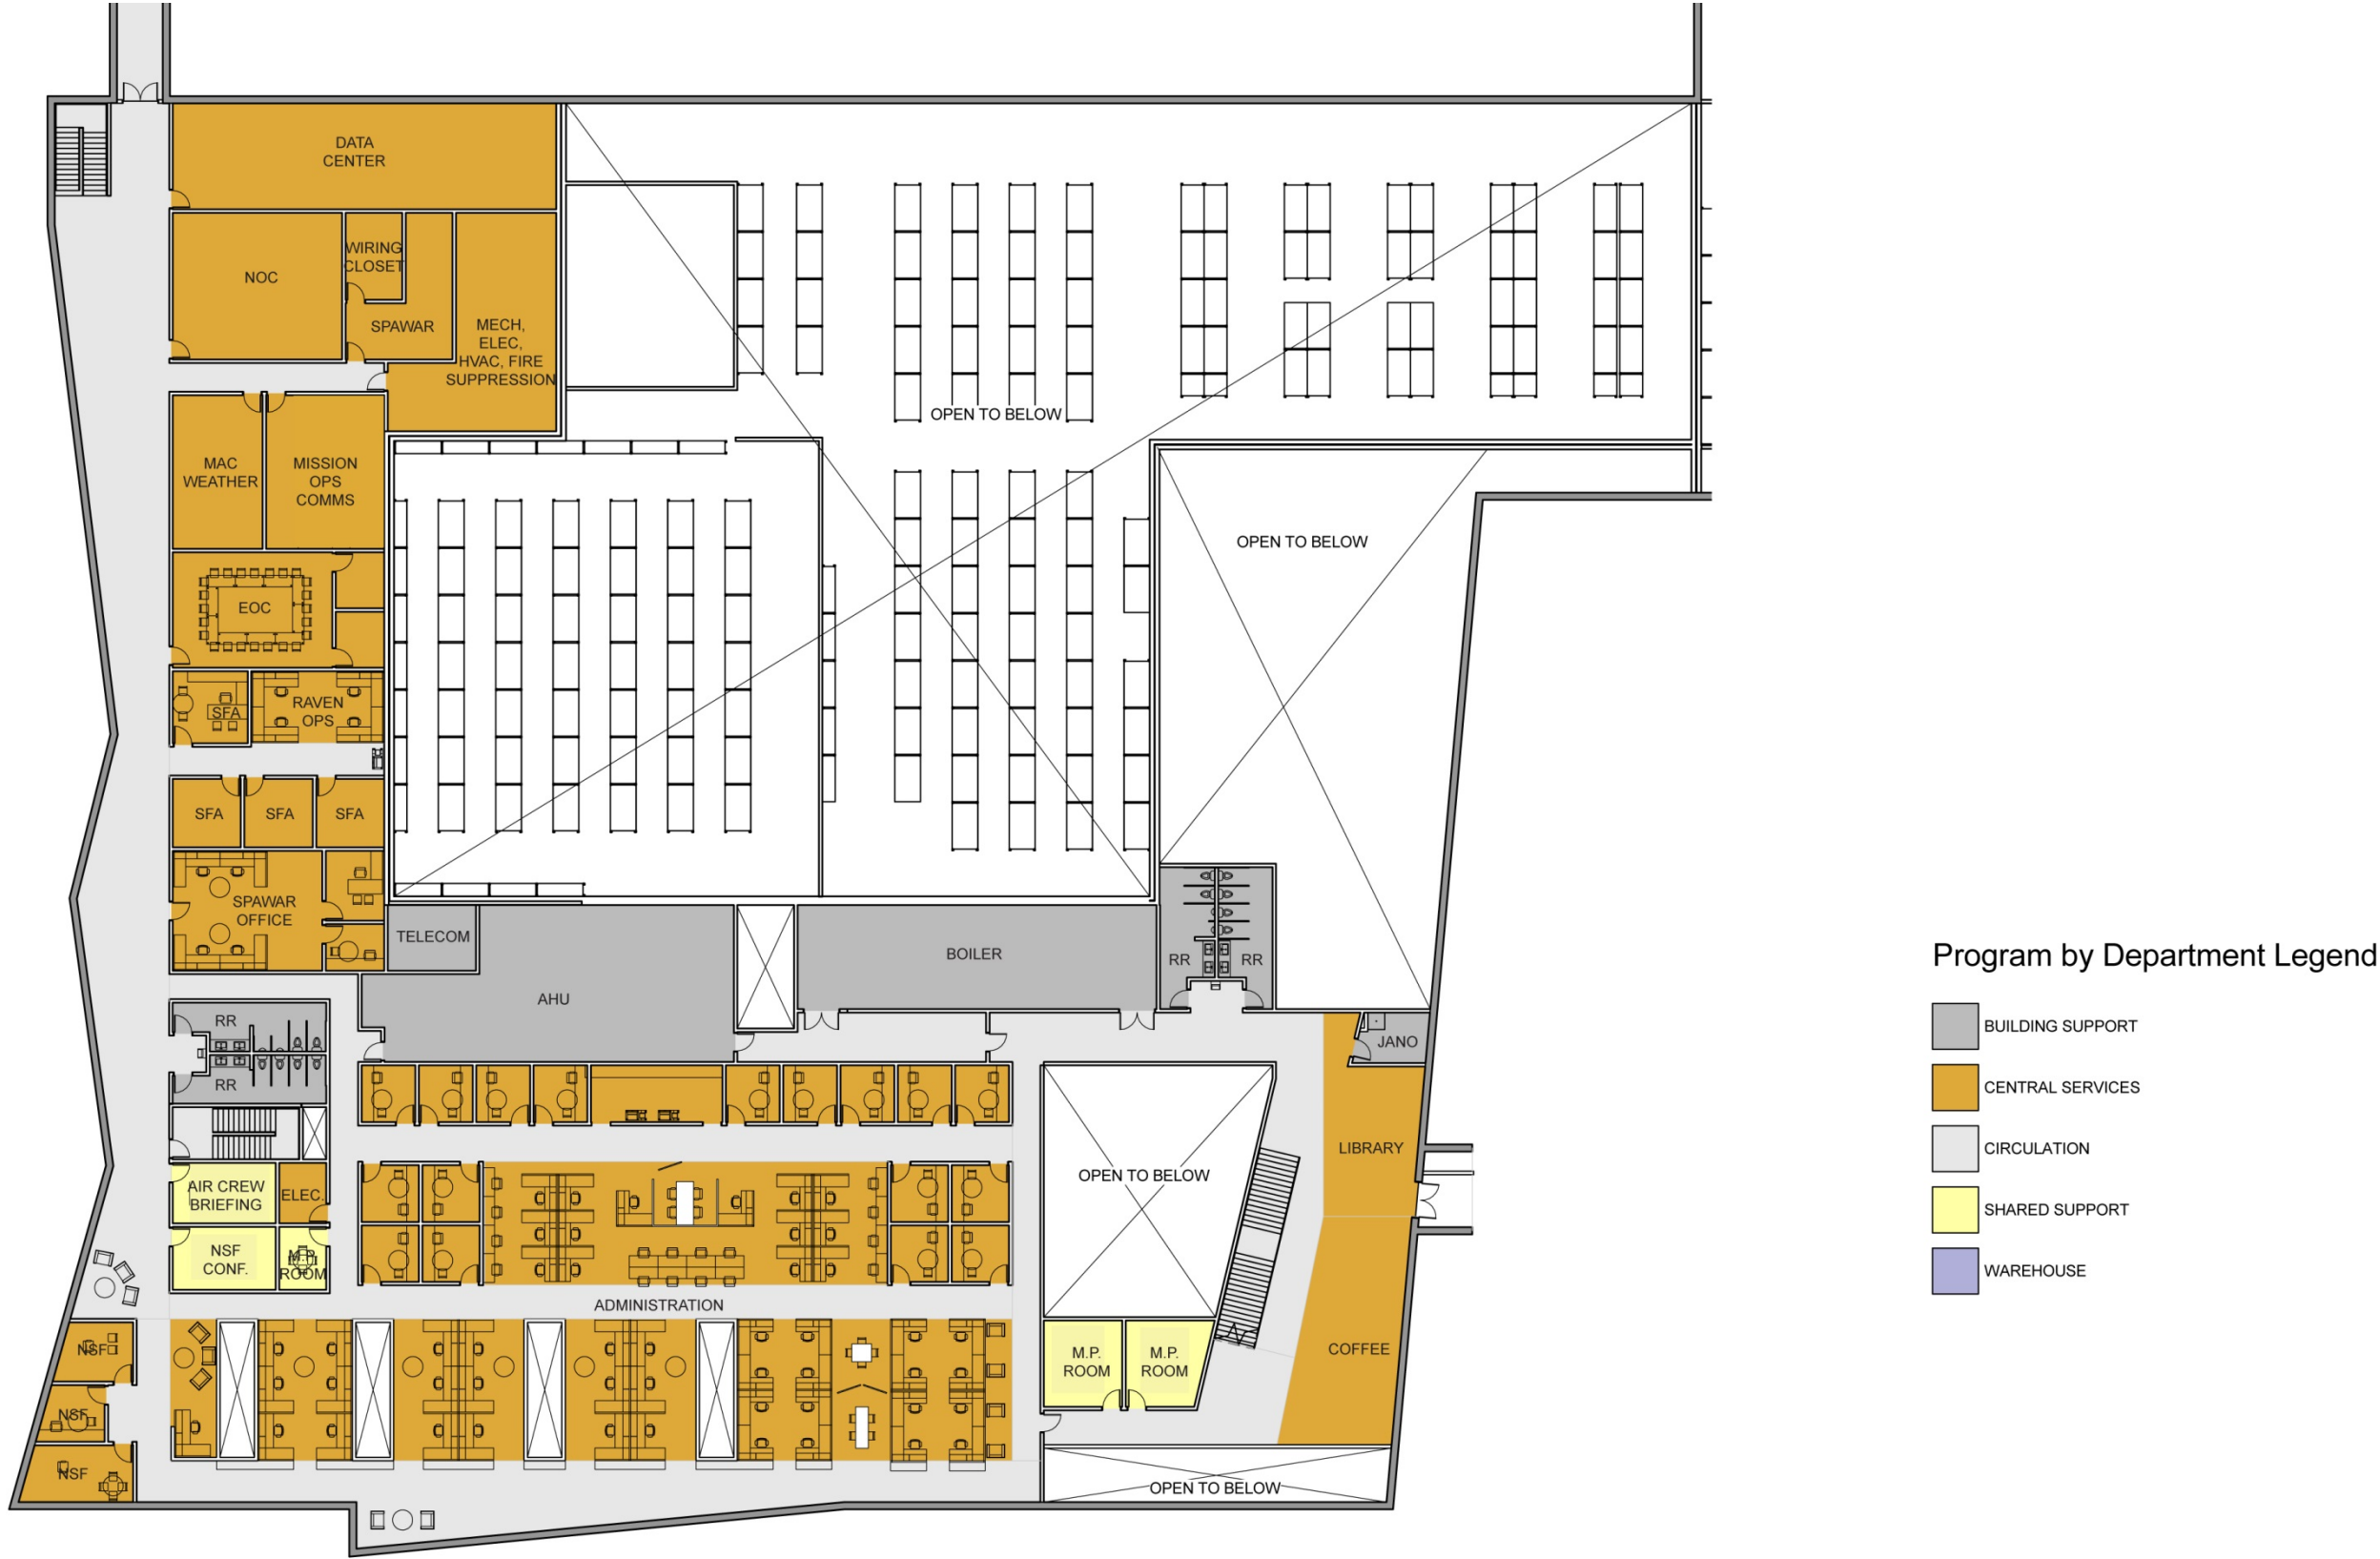 DATA
CENTER
NOC
WIRING
CLOSET
SPAWAR
MECH,
ELEC,
HVAC, FIRE
SUPPRESSION
OPEN TO BELOW
MAC
WEATHER
MISSION
OPS
COMMS
OPEN TO BELOW
EOC
SFA
RAVEN
OPS
SFA
SFA
SFA
SPAWAR
OFFICE
TELECOM
AHU
BOILER
RR
RR
RR
RR
JANO
AIR CREW
BRIEFING
ELEC.
NSF
CONF.
M.P.
ROOM
OPEN TO BELOW
LIBRARY
ADMINISTRATION
NSF
NSF
NSF
M.P.
ROOM
M.P.
ROOM
COFFEE
OPEN TO BELOW
Program by Department Legend
BUILDING SUPPORT
CENTRAL SERVICES
CIRCULATION
SHARED SUPPORT
WAREHOUSE